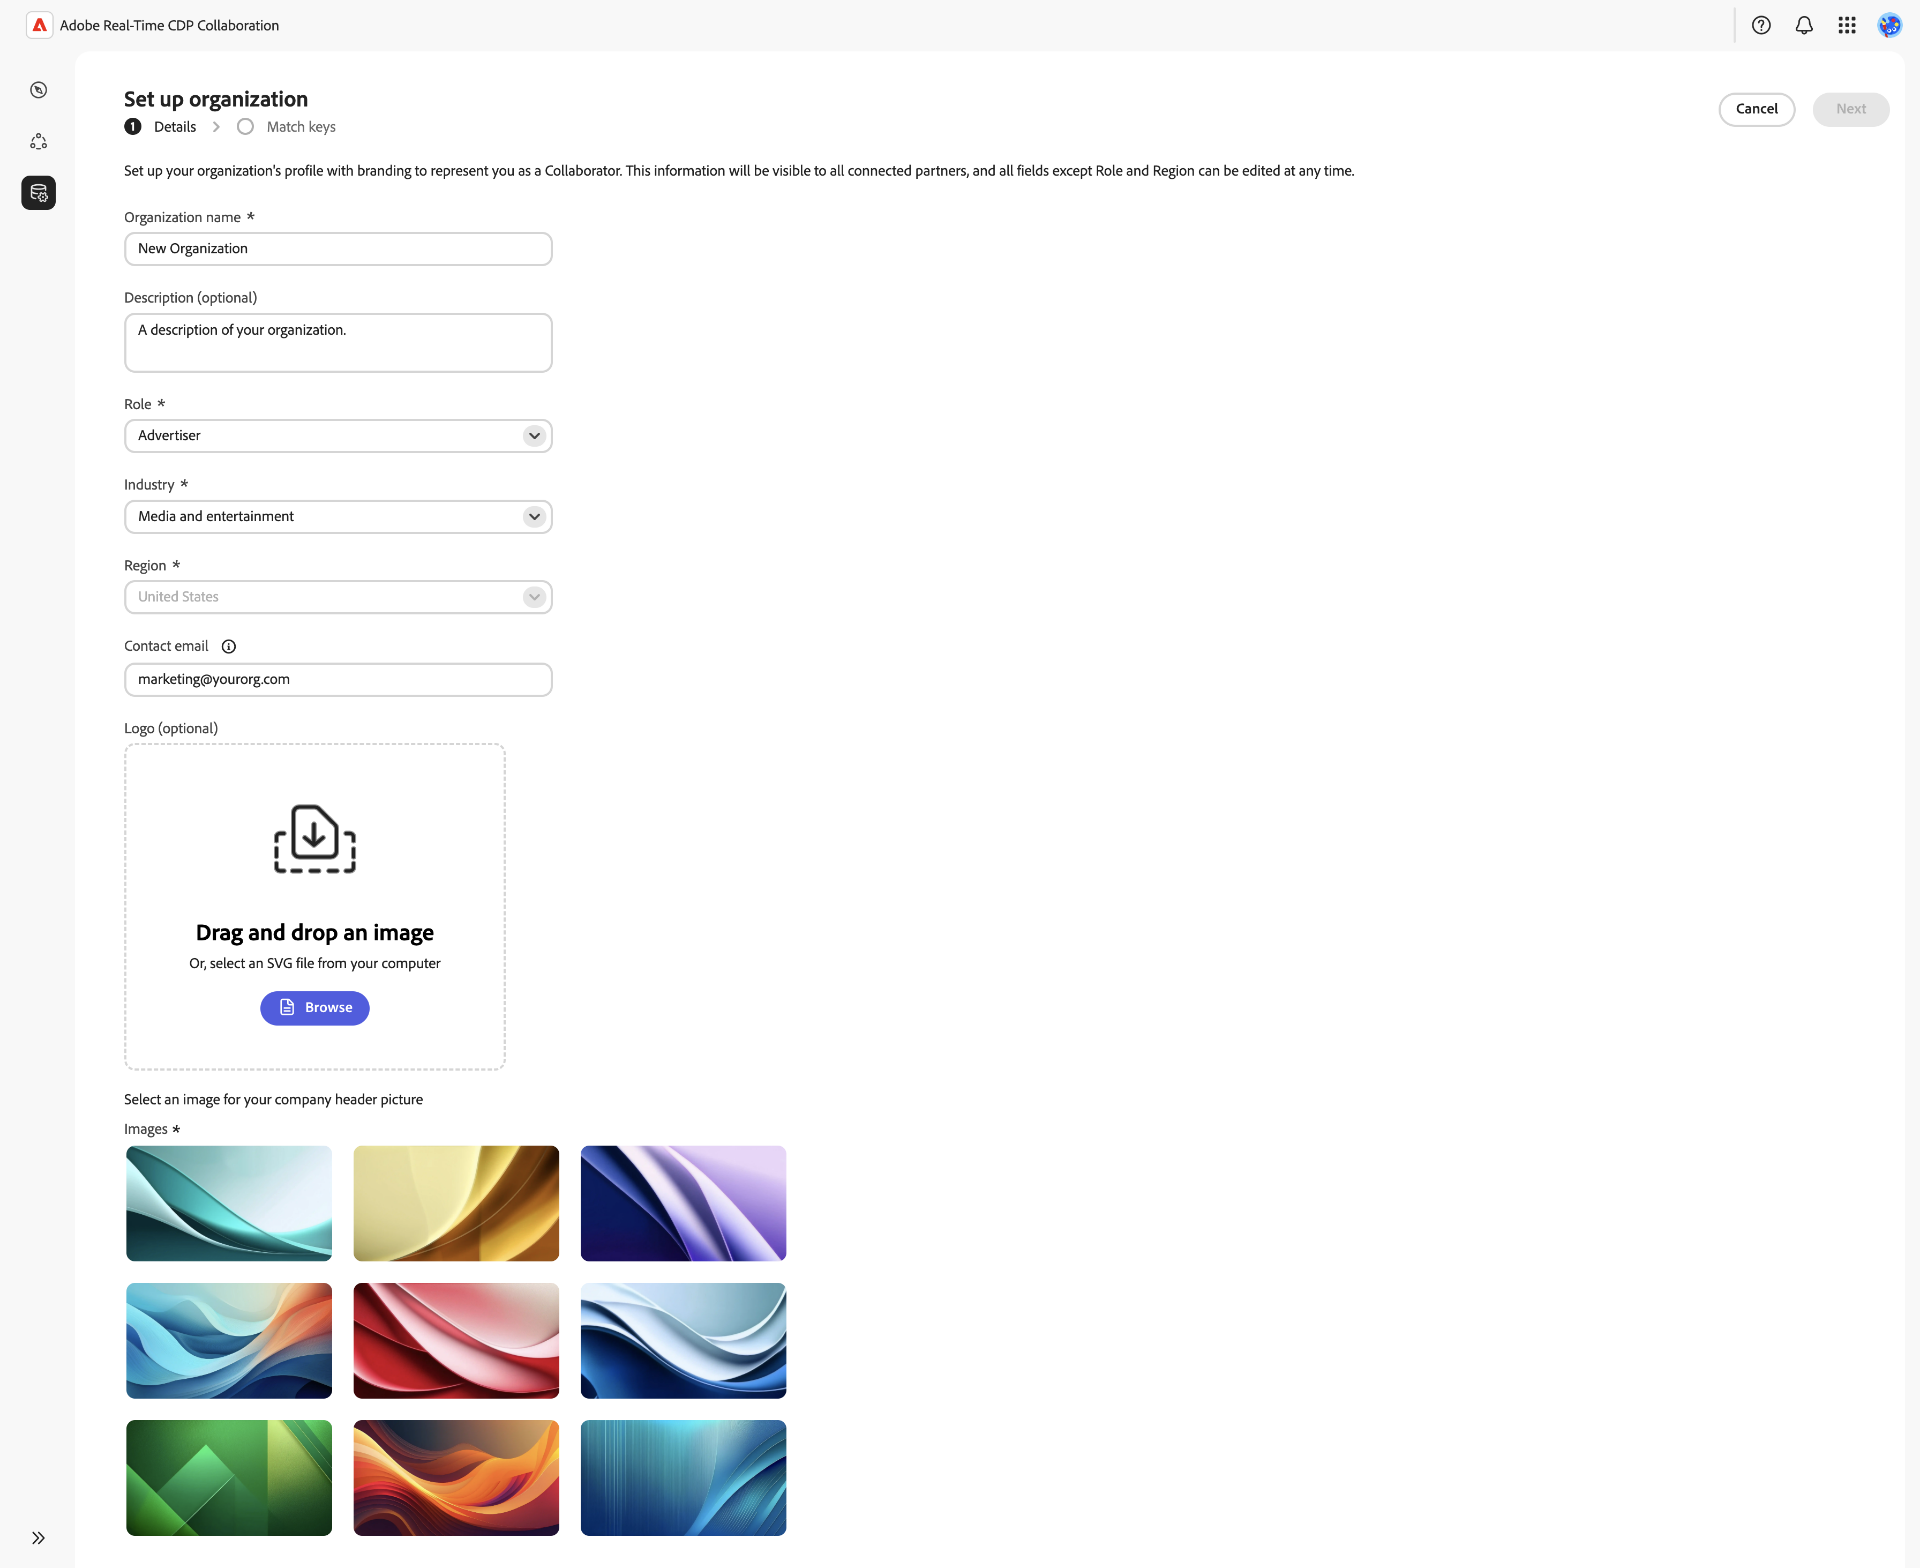 Adobe Real-Time CDP Collaboration
Set up organization
Cancel
Next
1 Details
Match keys
Set up your organization's profile with branding to represent you as a Collaborator. This information will be visible to all connected partners, and all fields except Role and Region can be edited at any time.
Organization name *
New Organization
Description (optional)
A description of your organization.
Role *
Advertiser
Industry *
Media and entertainment
Region *
United States
Contact email
marketing@yourorg.com
Logo (optional)
Drag and drop an image
Or, select an SVG file from your computer
Browse
Select an image for your company header picture
Images *